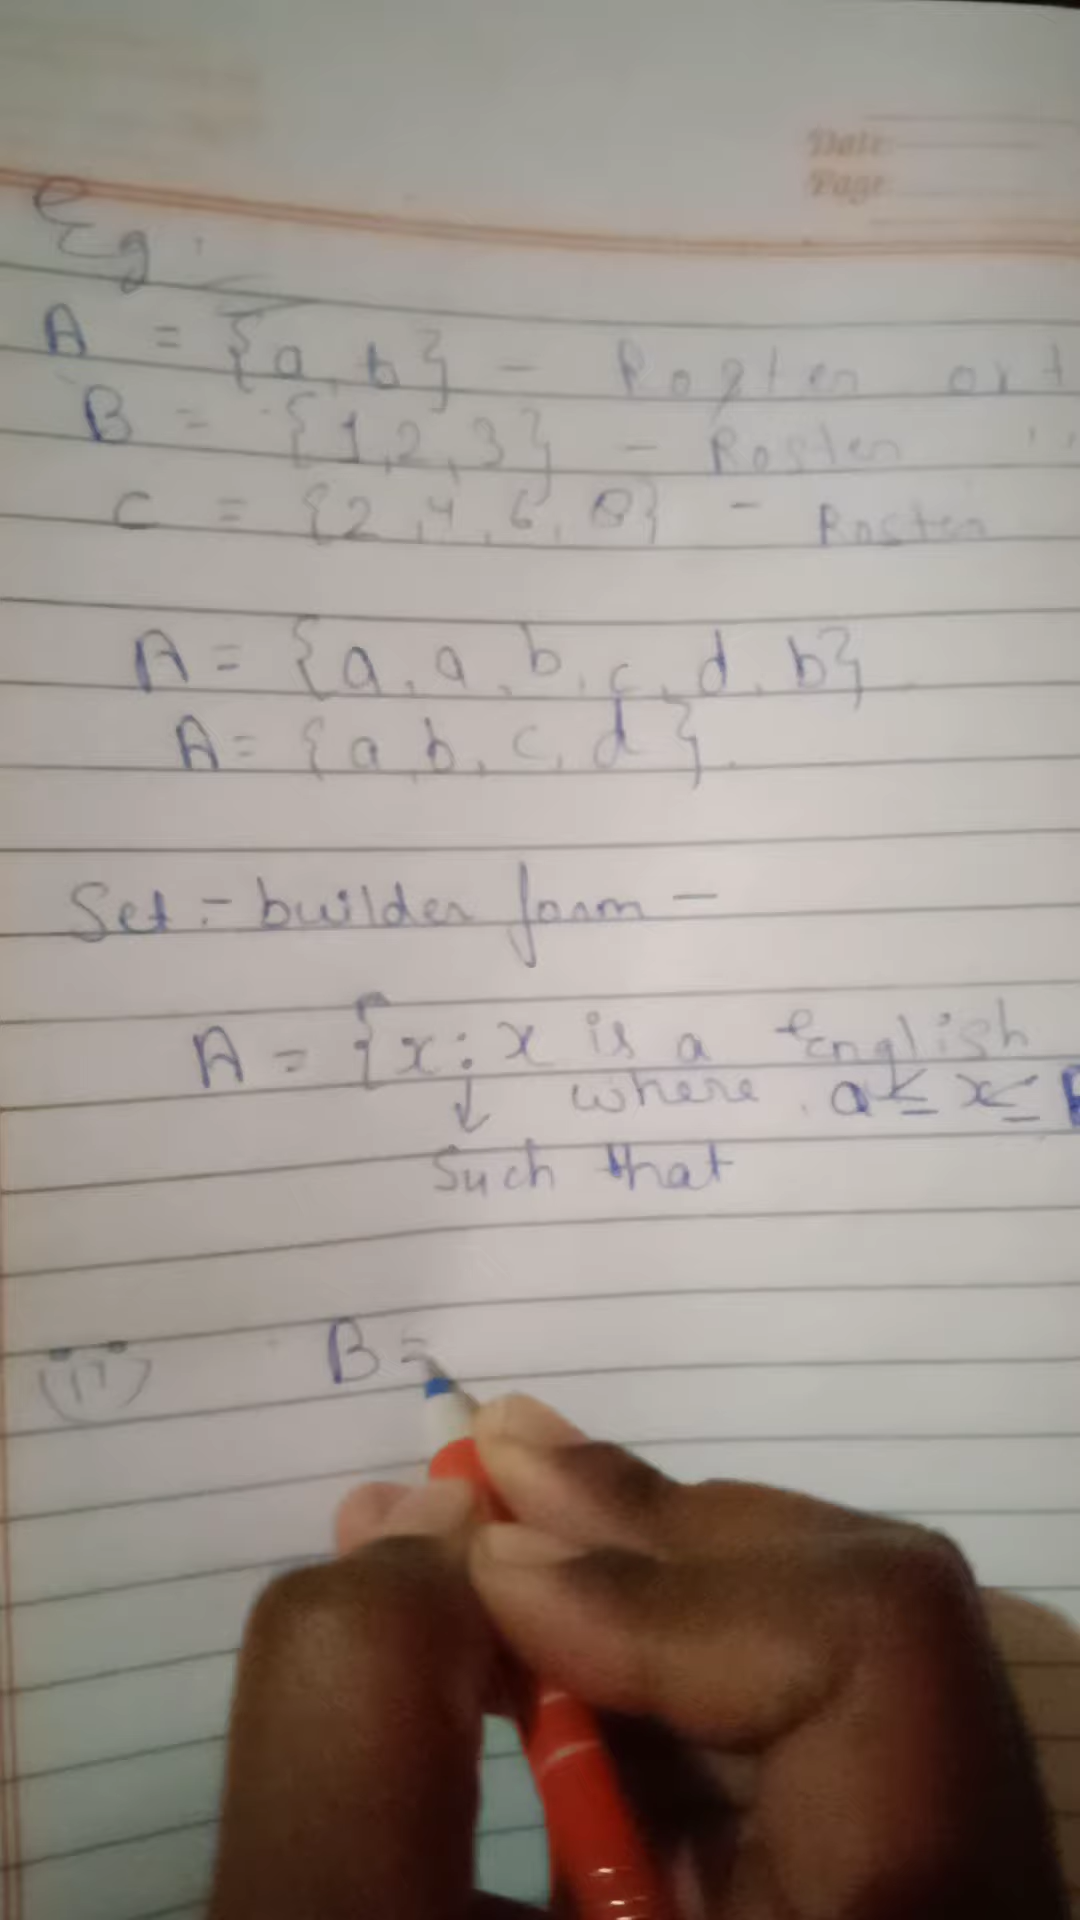 Date
Page
Eg.
A = {a, b} - Roster or t
B = {1, 2, 3} - Roster
C = {2, 4, 6, 8} - Roster
A = {a, a, b, c, d, b}
A = {a, b, c, d}.
Set - builder form -
A = {x : x is a English
where a ≤ x ≤
Such that
B =